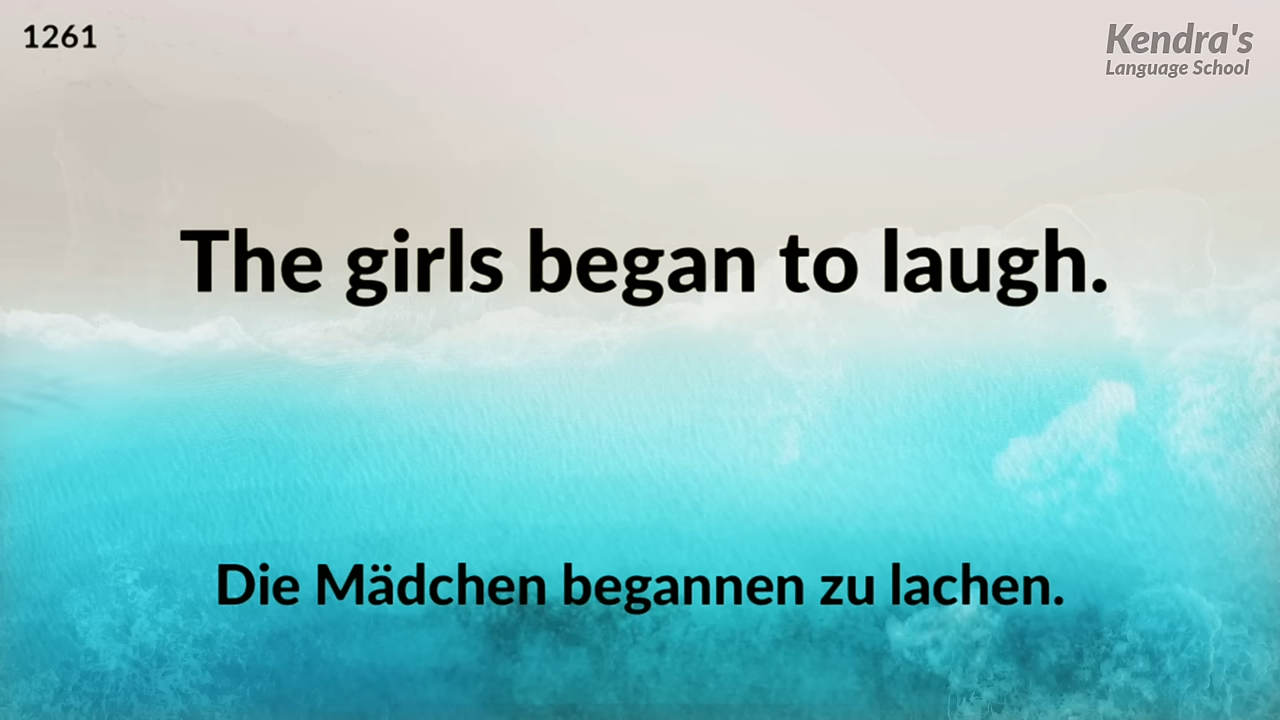 1261
Kendra's
Language School
The girls began to laugh.
Die Mädchen begannen zu lachen.